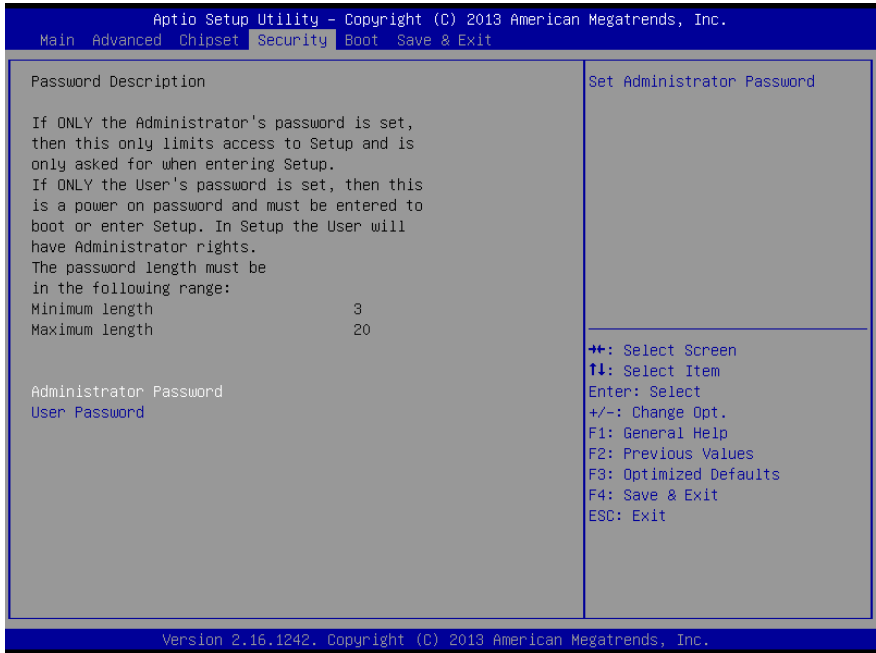 Aptio Setup Utility – Copyright (C) 2013 American Megatrends, Inc.
Main Advanced Chipset Security Boot Save & Exit
Password Description
If ONLY the Administrator's password is set,
then this only limits access to Setup and is
only asked for when entering Setup.
If ONLY the User's password is set, then this
is a power on password and must be entered to
boot or enter Setup. In Setup the User will
have Administrator rights.
The password length must be
in the following range:
Minimum length 3
Maximum length 20
Administrator Password
User Password
Set Administrator Password
→←: Select Screen
↑↓: Select Item
Enter: Select
+/-: Change Opt.
F1: General Help
F2: Previous Values
F3: Optimized Defaults
F4: Save & Exit
ESC: Exit
Version 2.16.1242. Copyright (C) 2013 American Megatrends, Inc.